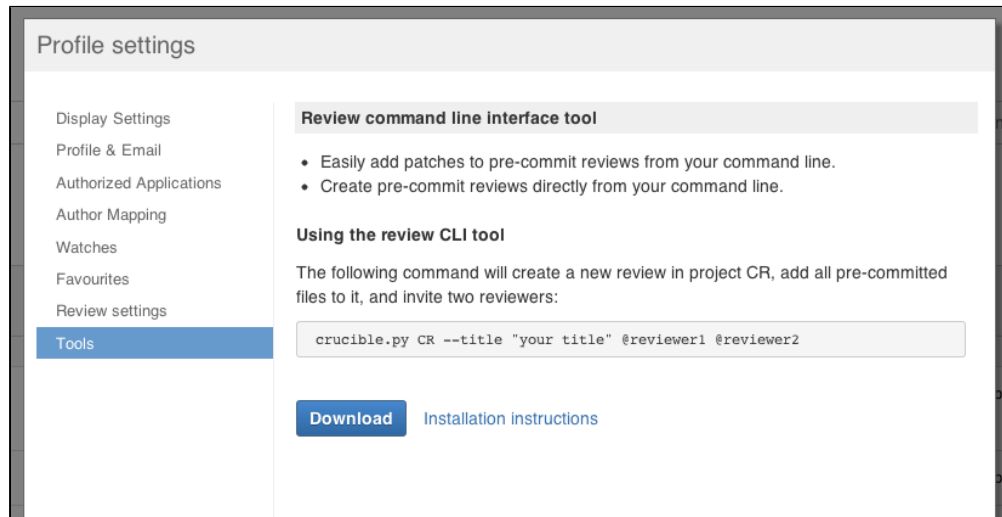 Profile settings
Display Settings
Profile & Email
Authorized Applications
Author Mapping
Watches
Favourites
Review settings
Tools
Review command line interface tool
• Easily add patches to pre-commit reviews from your command line.
• Create pre-commit reviews directly from your command line.
Using the review CLI tool
The following command will create a new review in project CR, add all pre-committed
files to it, and invite two reviewers:
crucible.py CR --title "your title" @reviewer1 @reviewer2
Download
Installation instructions